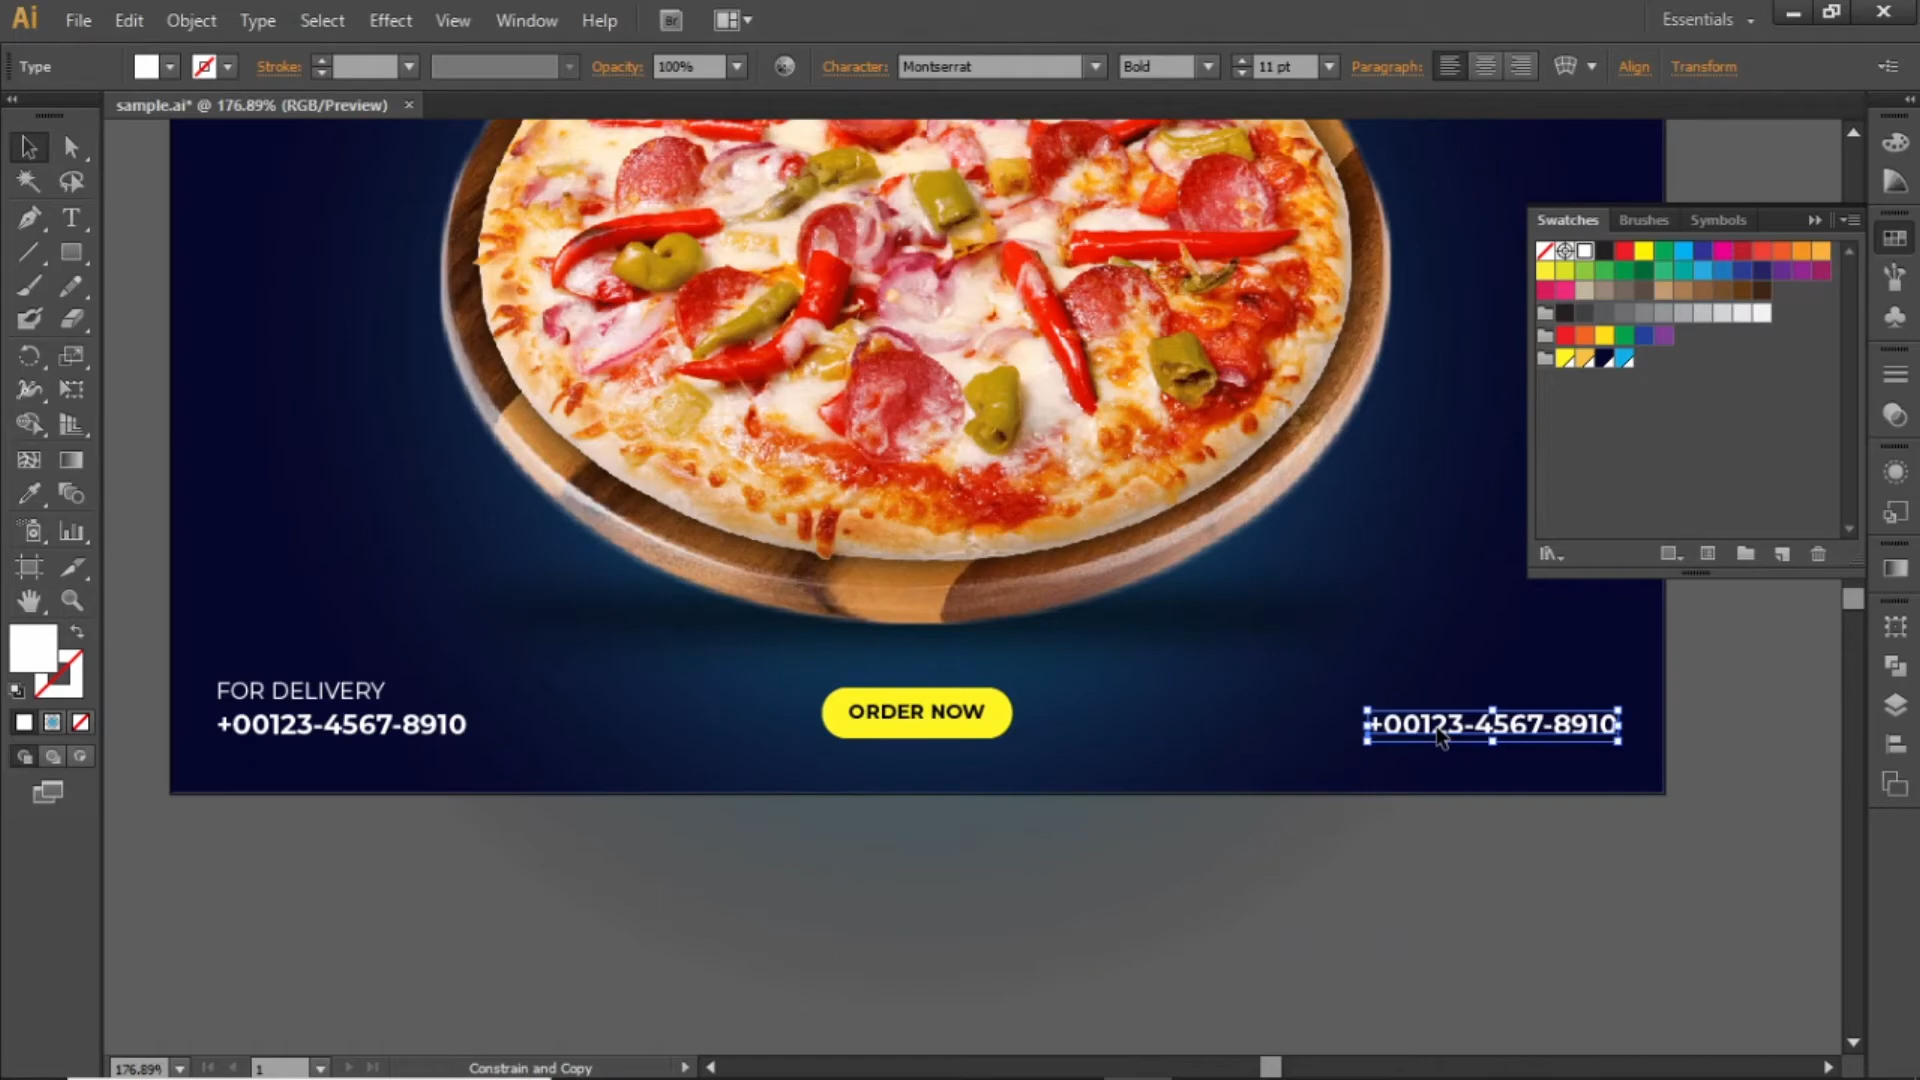 Ai File Edit Object Type Select Effect View Window Help Br Essentials
Type Stroke: Opacity: 100% Character: Montserrat Bold 11 pt Paragraph: Align Transform
sample.ai* @ 176.89% (RGB/Preview) ×
Swatches Brushes Symbols
FOR DELIVERY
+00123-4567-8910
ORDER NOW
+00123-4567-8910
176.89% 1 Constrain and Copy